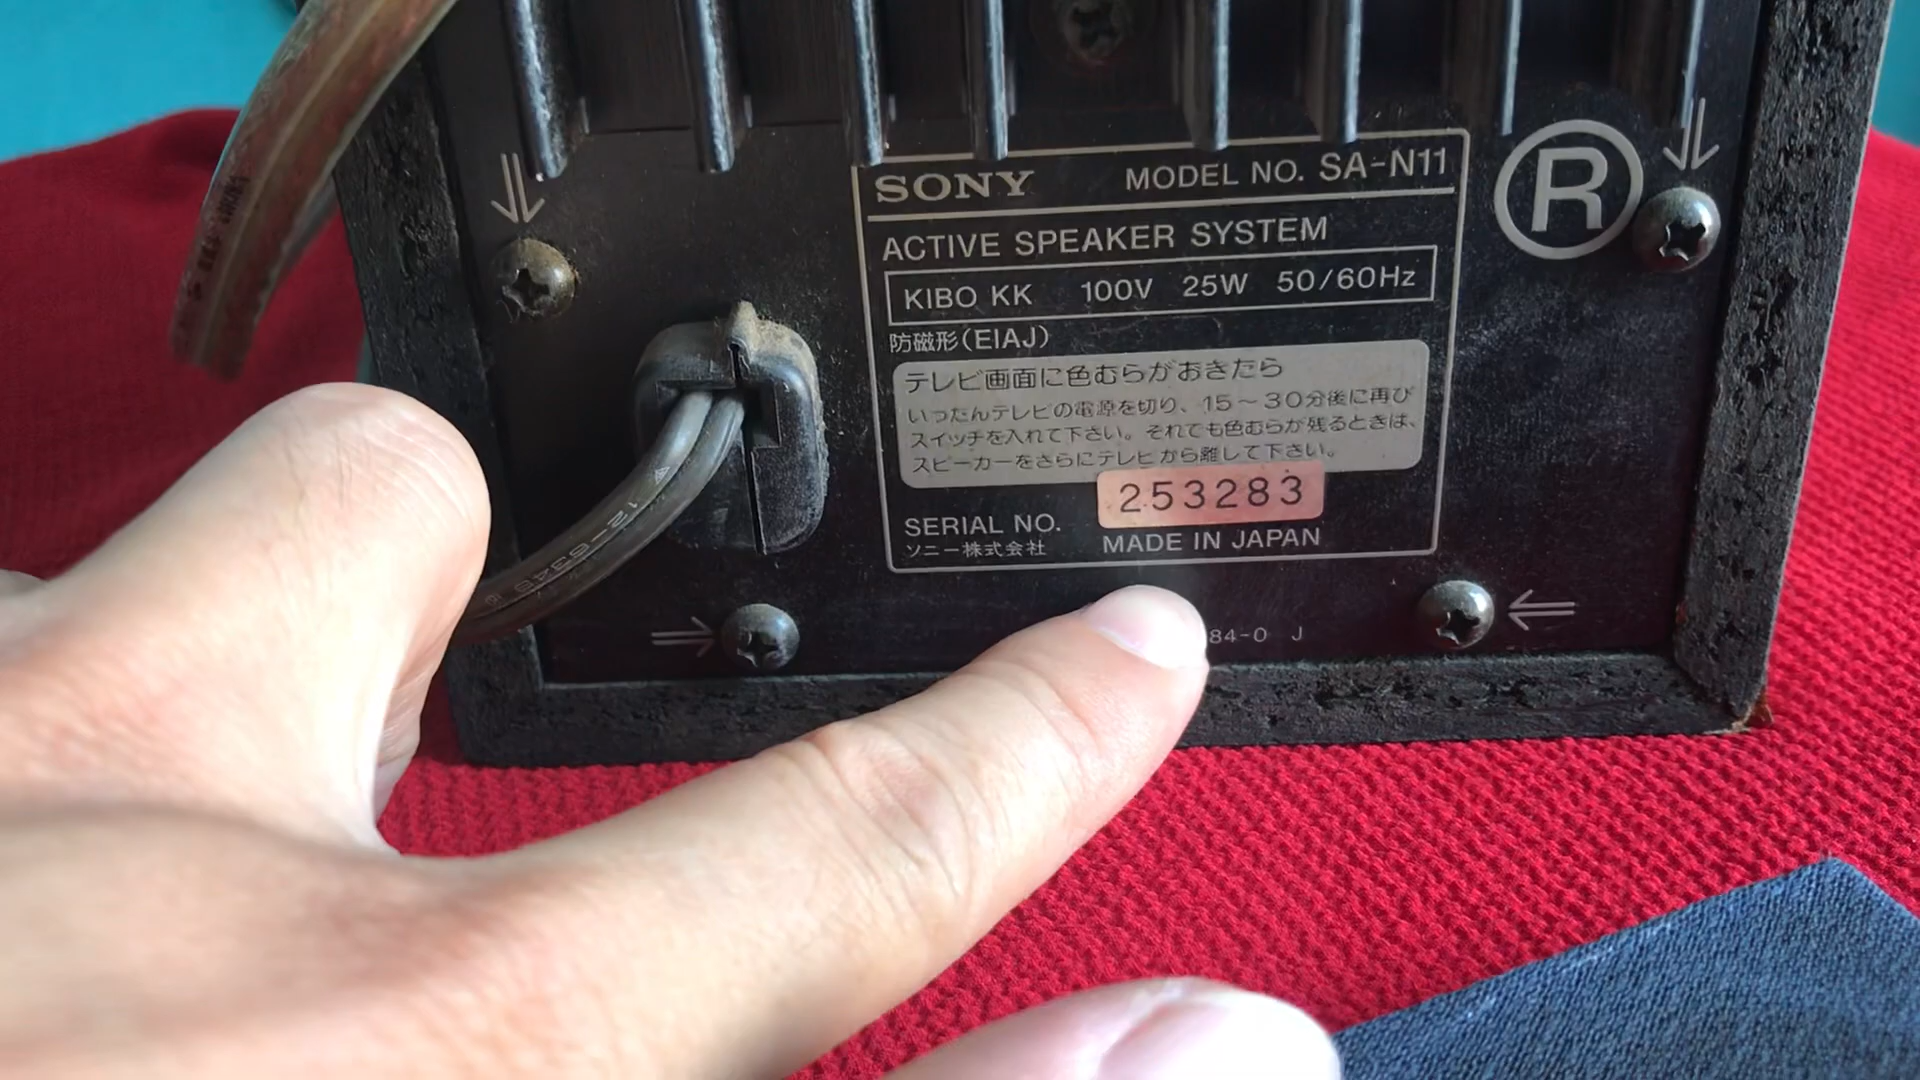 SONY MODEL NO. SA-N11
R
ACTIVE SPEAKER SYSTEM
KIBO KK 100V 25W 50/60Hz
防磁形(EIAJ)
テレビ画面に色むらがおきたら
いったんテレビの電源を切り、15～30分後に再び
スイッチを入れて下さい。それでも色むらが残るときは、
スピーカーをさらにテレビから離して下さい。
253283
SERIAL NO.
ソニー株式会社 MADE IN JAPAN
84-0 J